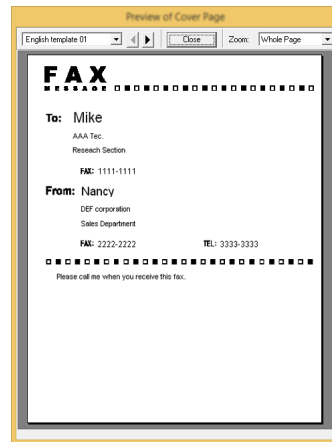 Preview of Cover Page
English template 01 Close Zoom: Whole Page
FAX
MESSAGE
To: Mike
AAA Tec.
Reseach Section
FAX: 1111-1111
From: Nancy
DEF corporation
Sales Department
FAX: 2222-2222 TEL: 3333-3333
Please call me when you receive this fax.